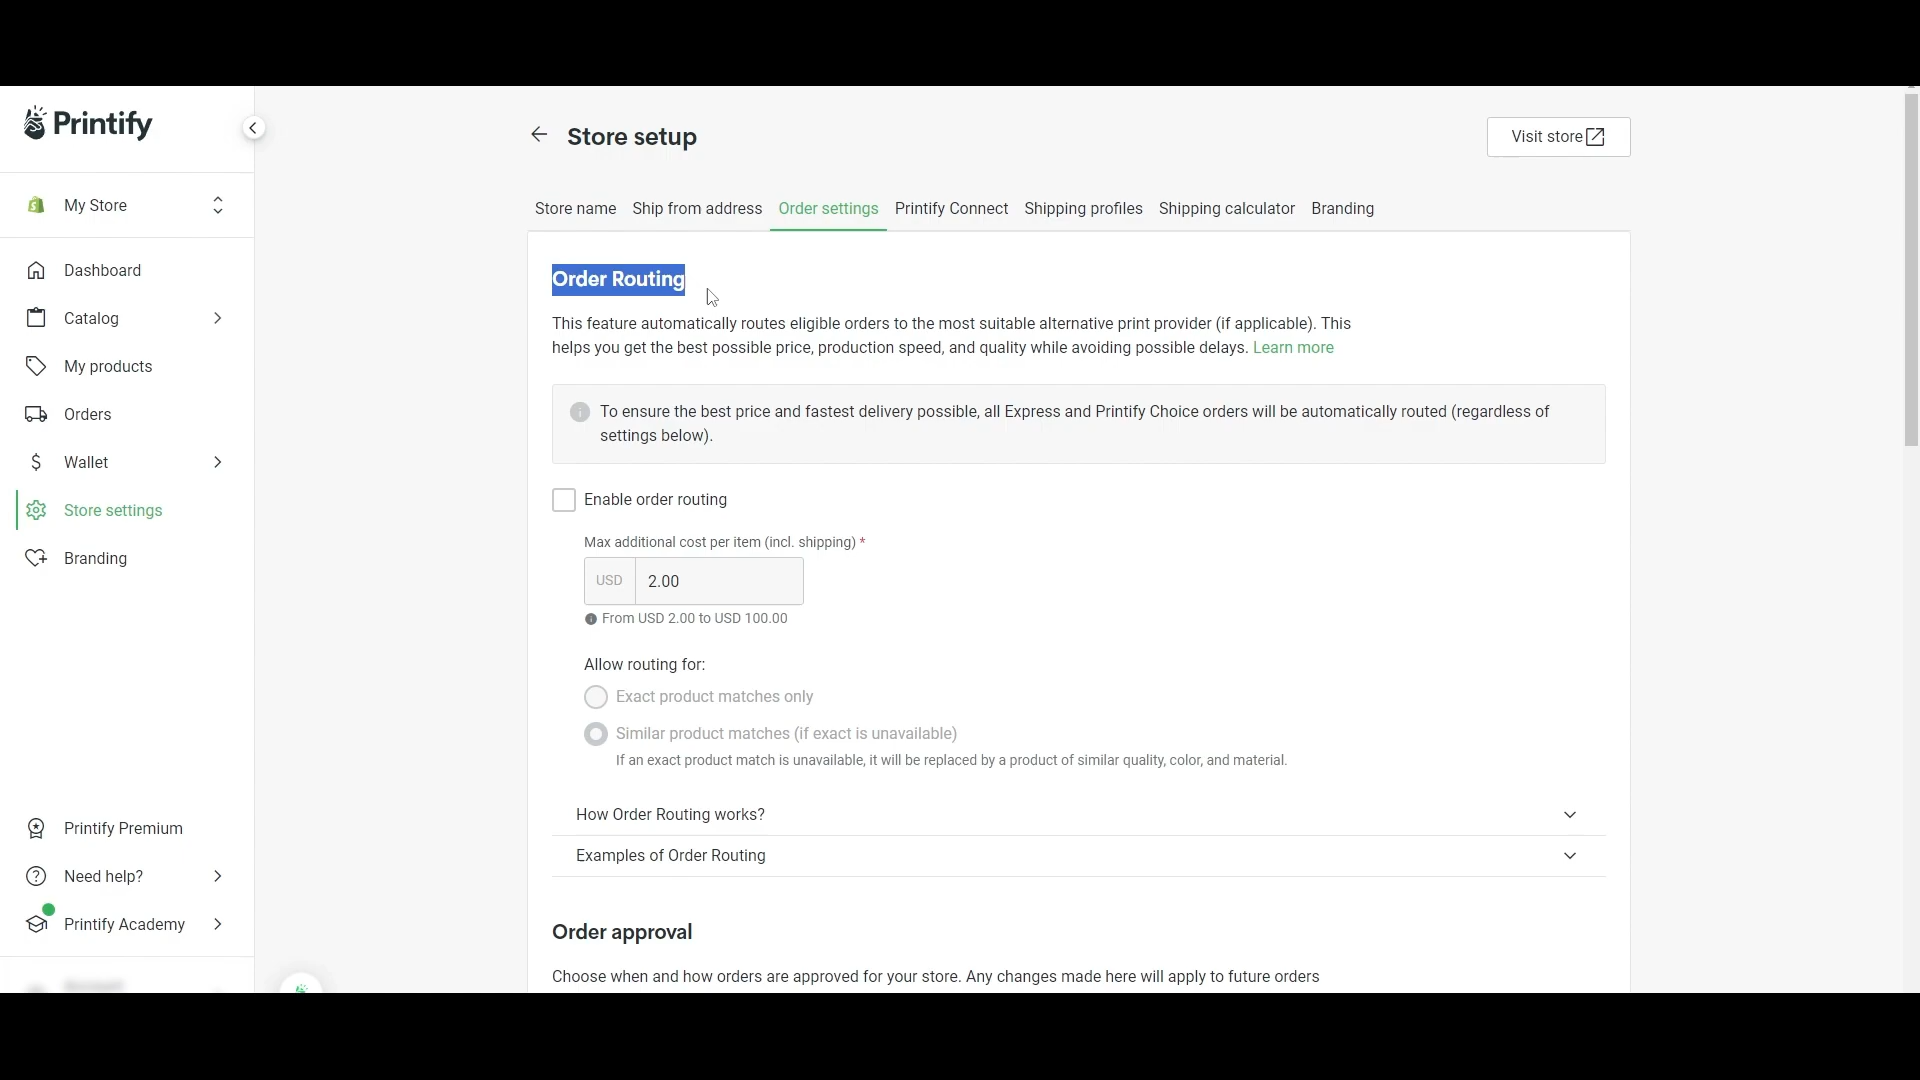 Printify
My Store
Dashboard
Catalog
My products
Orders
Wallet
Store settings
Branding
Printify Premium
Need help?
Printify Academy
Store setup
Visit store
Store name
Ship from address
Order settings
Printify Connect
Shipping profiles
Shipping calculator
Branding
Order Routing
This feature automatically routes eligible orders to the most suitable alternative print provider (if applicable). This
helps you get the best possible price, production speed, and quality while avoiding possible delays. Learn more
To ensure the best price and fastest delivery possible, all Express and Printify Choice orders will be automatically routed (regardless of
settings below).
Enable order routing
Max additional cost per item (incl. shipping) *
USD 2.00
From USD 2.00 to USD 100.00
Allow routing for:
Exact product matches only
Similar product matches (if exact is unavailable)
If an exact product match is unavailable, it will be replaced by a product of similar quality, color, and material.
How Order Routing works?
Examples of Order Routing
Order approval
Choose when and how orders are approved for your store. Any changes made here will apply to future orders